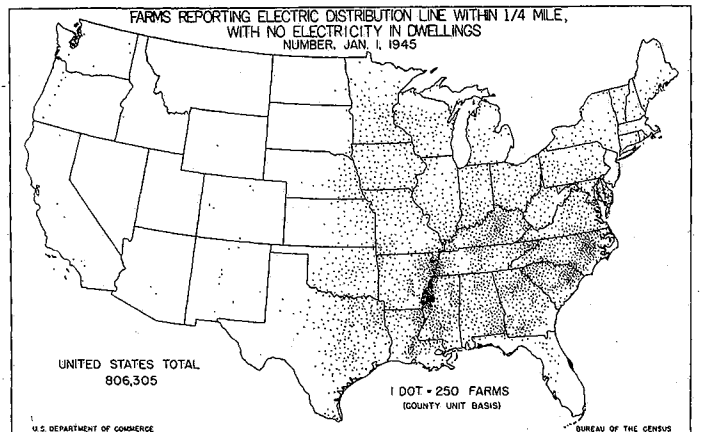 FARMS REPORTING ELECTRIC DISTRIBUTION LINE WITHIN 1/4 MILE,
WITH NO ELECTRICITY IN DWELLINGS
NUMBER, JAN. 1, 1945
UNITED STATES TOTAL
806,305
1 DOT = 250 FARMS
(COUNTY UNIT BASIS)
U.S. DEPARTMENT OF COMMERCE
BUREAU OF THE CENSUS